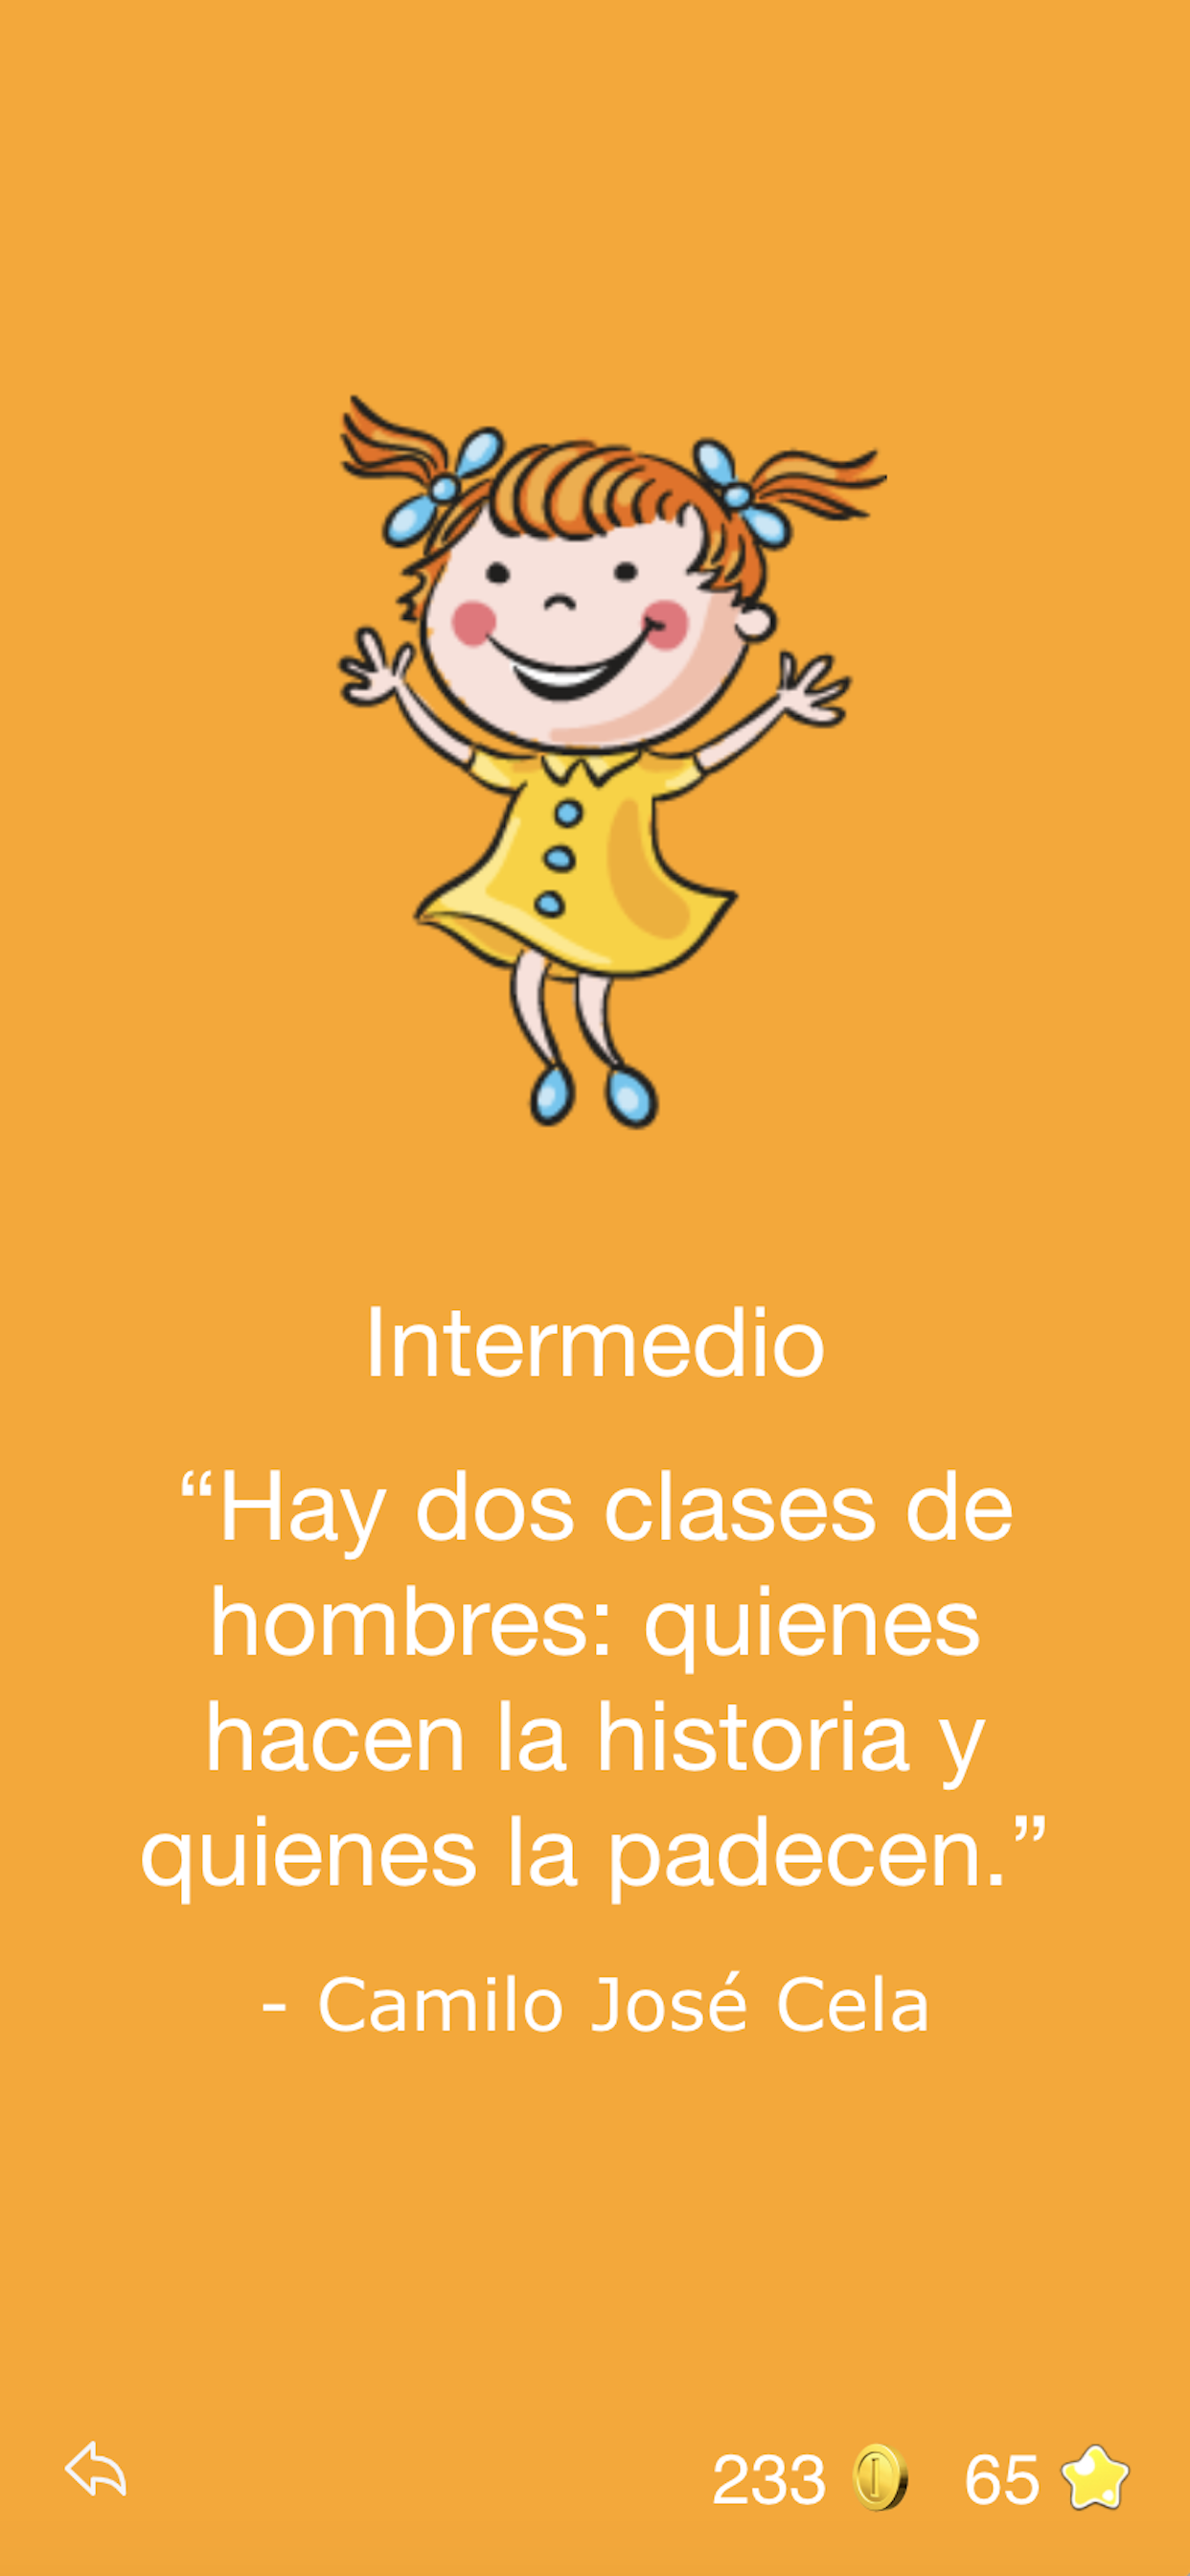 Intermedio
“Hay dos clases de
hombres: quienes
hacen la historia y
quienes la padecen.”
- Camilo José Cela
233 65